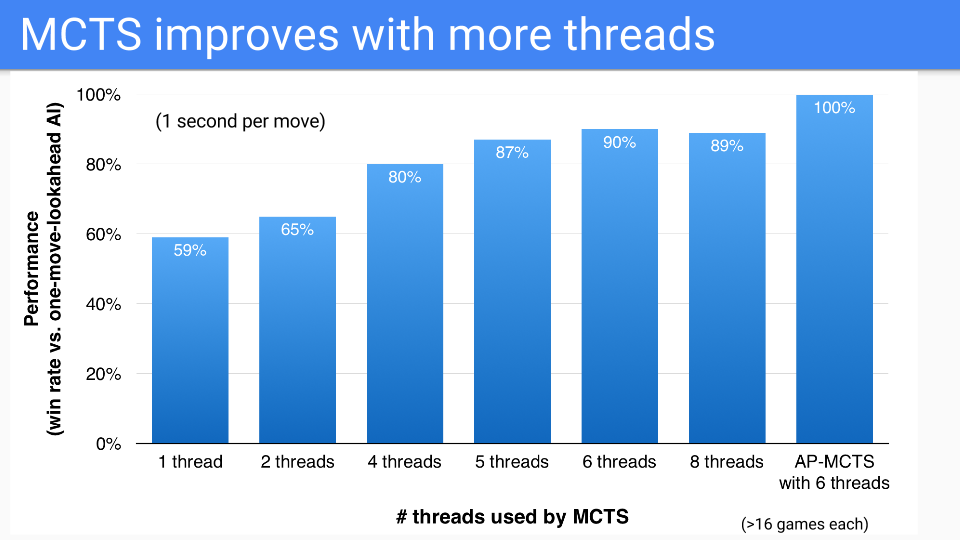 MCTS improves with more threads
Performance
(win rate vs. one-move-lookahead AI)
100%
80%
60%
40%
20%
0%
(1 second per move)
59%
65%
80%
87%
90%
89%
100%
1 thread
2 threads
4 threads
5 threads
6 threads
8 threads
AP-MCTS
with 6 threads
# threads used by MCTS
(>16 games each)